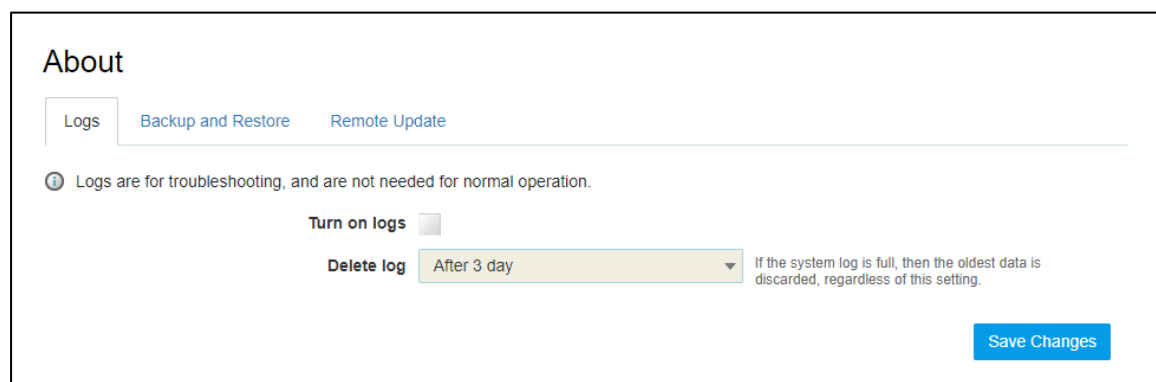 About
Logs Backup and Restore Remote Update
Logs are for troubleshooting, and are not needed for normal operation.
Turn on logs
Delete log After 3 day If the system log is full, then the oldest data is
discarded, regardless of this setting.
Save Changes